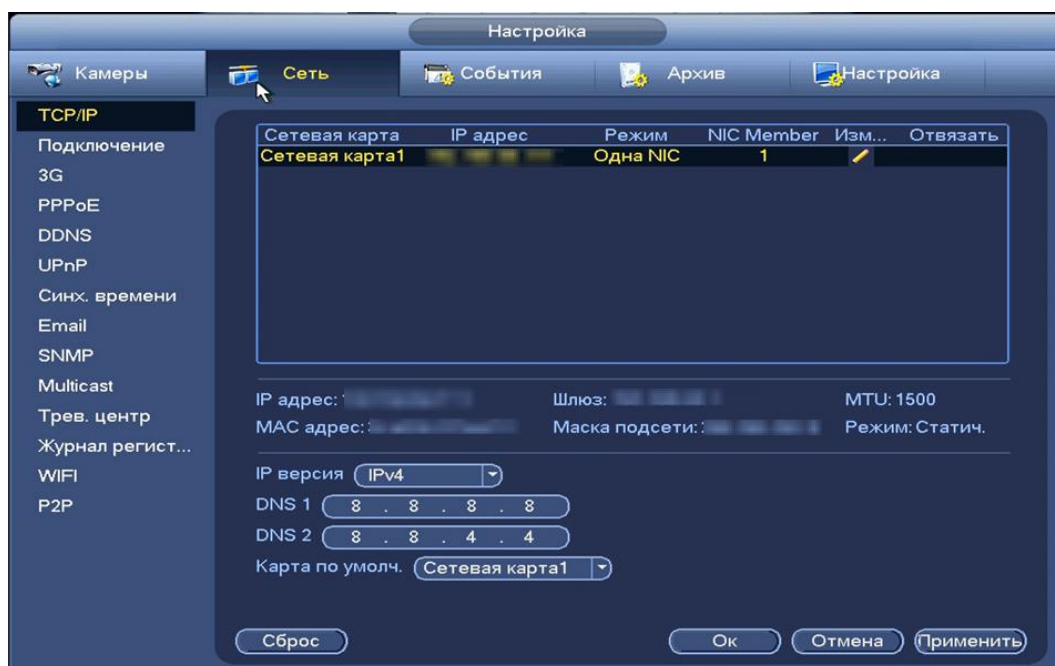 Настройка
Камеры Сеть События Архив Настройка
TCP/IP
Подключение
3G
PPPoE
DDNS
UPnP
Синх. времени
Email
SNMP
Multicast
Трев. центр
Журнал регист...
WIFI
P2P
Сетевая карта IP адрес Режим NIC Member Изм... Отвязать
Сетевая карта1 Одна NIC 1
IP адрес: Шлюз: MTU: 1500
MAC адрес: Маска подсети: Режим: Статич.
IP версия IPv4
DNS 1 8 . 8 . 8 . 8
DNS 2 8 . 8 . 4 . 4
Карта по умолч. Сетевая карта1
Сброс Ок Отмена Применить